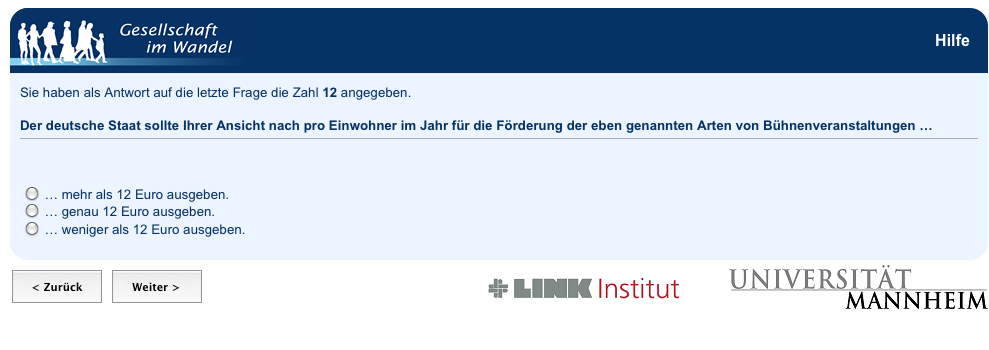 Gesellschaft
im Wandel
Hilfe
Sie haben als Antwort auf die letzte Frage die Zahl 12 angegeben.
Der deutsche Staat sollte Ihrer Ansicht nach pro Einwohner im Jahr für die Förderung der eben genannten Arten von Bühnenveranstaltungen …
… mehr als 12 Euro ausgeben.
… genau 12 Euro ausgeben.
… weniger als 12 Euro ausgeben.
< Zurück
Weiter >
LINK Institut
UNIVERSITÄT
MANNHEIM